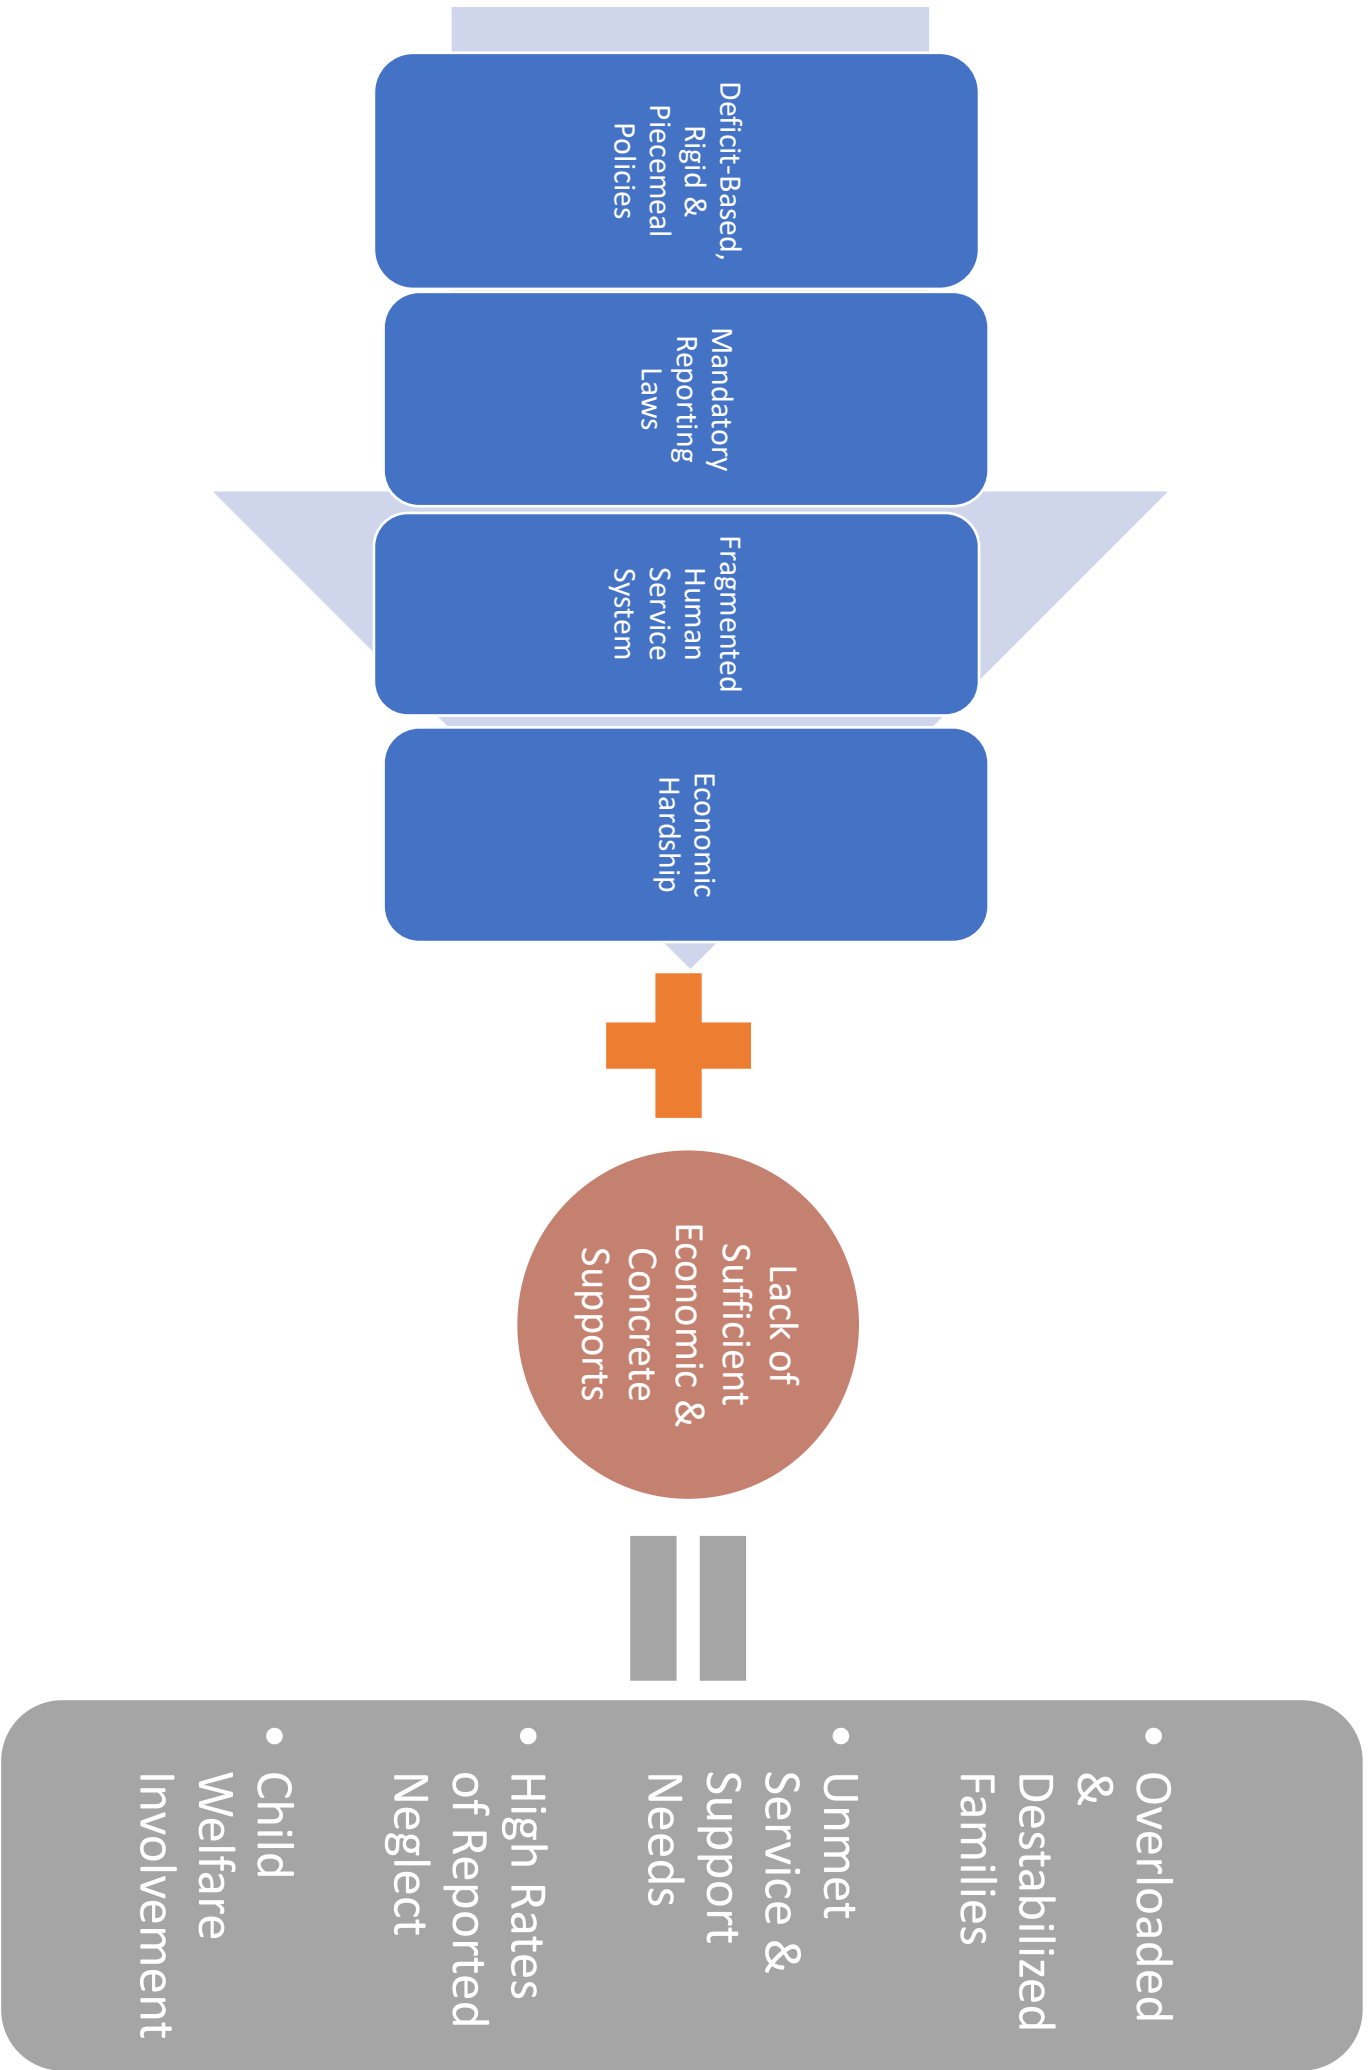 Deficit-Based,
Rigid &
Piecemeal
Policies
Mandatory
Reporting
Laws
Fragmented
Human
Service
System
Economic
Hardship
Lack of
Sufficient
Economic &
Concrete
Supports
• Overloaded
&
Destabilized
Families
• Unmet
Service &
Support
Needs
• High Rates
of Reported
Neglect
• Child
Welfare
Involvement